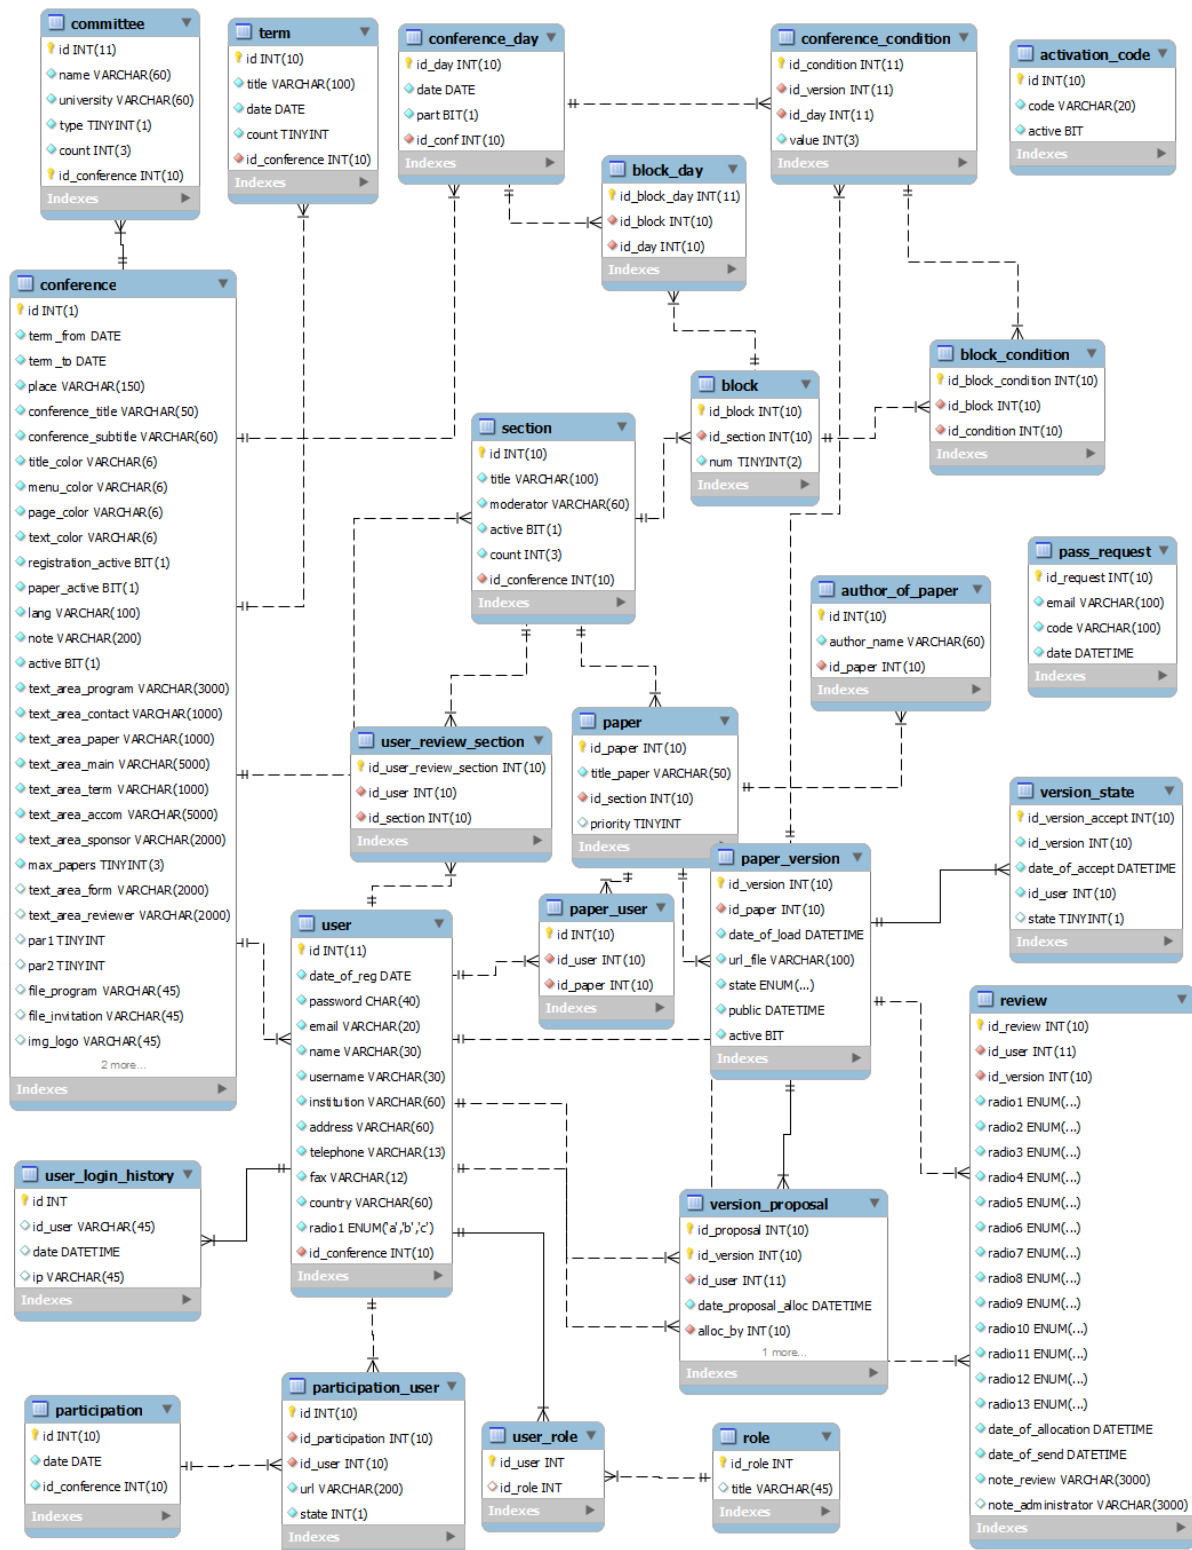 committee
id INT(11)
name VARCHAR(60)
university VARCHAR(60)
type TINYINT(1)
count INT(3)
id_conference INT(10)
Indexes
term
id INT(10)
title VARCHAR(100)
date DATE
count TINYINT
id_conference INT(10)
Indexes
conference_day
id_day INT(10)
date DATE
part BIT(1)
id_conf INT(10)
Indexes
conference_condition
id_condition INT(11)
id_version INT(11)
id_day INT(11)
value INT(3)
Indexes
activation_code
id INT(10)
code VARCHAR(20)
active BIT
Indexes
block_day
id_block_day INT(11)
id_block INT(10)
id_day INT(10)
Indexes
conference
id INT(1)
term_from DATE
term_to DATE
place VARCHAR(150)
conference_title VARCHAR(50)
conference_subtitle VARCHAR(60)
title_color VARCHAR(6)
menu_color VARCHAR(6)
page_color VARCHAR(6)
text_color VARCHAR(6)
registration_active BIT(1)
paper_active BIT(1)
lang VARCHAR(100)
note VARCHAR(200)
active BIT(1)
text_area_program VARCHAR(3000)
text_area_contact VARCHAR(1000)
text_area_paper VARCHAR(1000)
text_area_main VARCHAR(5000)
text_area_term VARCHAR(1000)
text_area_accom VARCHAR(5000)
text_area_sponsor VARCHAR(2000)
max_papers TINYINT(3)
text_area_form VARCHAR(2000)
text_area_reviewer VARCHAR(2000)
par1 TINYINT
par2 TINYINT
file_program VARCHAR(45)
file_invitation VARCHAR(45)
img_logo VARCHAR(45)
2 more...
Indexes
block
id_block INT(10)
id_section INT(10)
num TINYINT(2)
Indexes
block_condition
id_block_condition INT(10)
id_block INT(10)
id_condition INT(10)
Indexes
section
id INT(10)
title VARCHAR(100)
moderator VARCHAR(60)
active BIT(1)
count INT(3)
id_conference INT(10)
Indexes
pass_request
id_request INT(10)
email VARCHAR(100)
code VARCHAR(100)
date DATETIME
Indexes
author_of_paper
id INT(10)
author_name VARCHAR(60)
id_paper INT(10)
Indexes
user_review_section
id_user_review_section INT(10)
id_user INT(10)
id_section INT(10)
Indexes
paper
id_paper INT(10)
title_paper VARCHAR(50)
id_section INT(10)
priority TINYINT
Indexes
paper_version
id_version INT(10)
id_paper INT(10)
date_of_load DATETIME
url_file VARCHAR(100)
state ENUM(...)
public DATETIME
active BIT
Indexes
version_state
id_version_accept INT(10)
id_version INT(10)
date_of_accept DATETIME
id_user INT(10)
state TINYINT(1)
Indexes
paper_user
id INT(10)
id_user INT(10)
id_paper INT(10)
Indexes
user
id INT(11)
date_of_reg DATE
password CHAR(40)
email VARCHAR(20)
name VARCHAR(30)
username VARCHAR(30)
institution VARCHAR(60)
address VARCHAR(60)
telephone VARCHAR(13)
fax VARCHAR(12)
country VARCHAR(60)
radio1 ENUM('a','b','c')
id_conference INT(10)
Indexes
review
id_review INT(10)
id_user INT(11)
id_version INT(10)
radio1 ENUM(...)
radio2 ENUM(...)
radio3 ENUM(...)
radio4 ENUM(...)
radio5 ENUM(...)
radio6 ENUM(...)
radio7 ENUM(...)
radio8 ENUM(...)
radio9 ENUM(...)
radio10 ENUM(...)
radio11 ENUM(...)
radio12 ENUM(...)
radio13 ENUM(...)
date_of_allocation DATETIME
date_of_send DATETIME
note_review VARCHAR(3000)
note_administrator VARCHAR(3000)
Indexes
user_login_history
id INT
id_user VARCHAR(45)
date DATETIME
ip VARCHAR(45)
Indexes
version_proposal
id_proposal INT(10)
id_version INT(10)
id_user INT(11)
date_proposal_alloc DATETIME
alloc_by INT(10)
1 more...
Indexes
participation
id INT(10)
date DATE
id_conference INT(10)
Indexes
participation_user
id INT(10)
id_participation INT(10)
id_user INT(10)
url VARCHAR(200)
state INT(1)
Indexes
user_role
id_user INT
id_role INT
Indexes
role
id_role INT
title VARCHAR(45)
Indexes